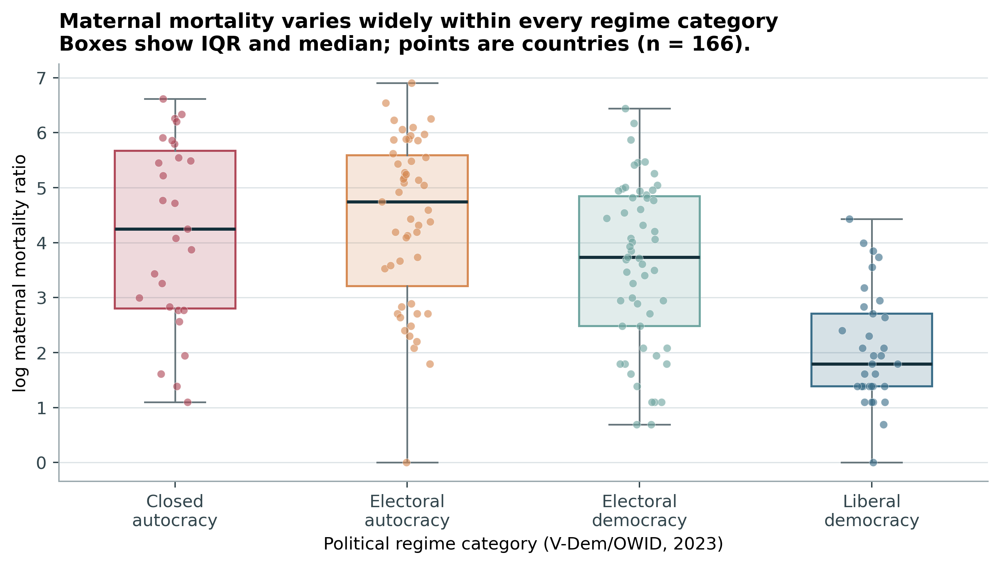 Maternal mortality varies widely within every regime category
Boxes show IQR and median; points are countries (n = 166).
log maternal mortality ratio
7
6
5
4
3
2
1
0
Closed
autocracy
Electoral
autocracy
Electoral
democracy
Liberal
democracy
Political regime category (V-Dem/OWID, 2023)